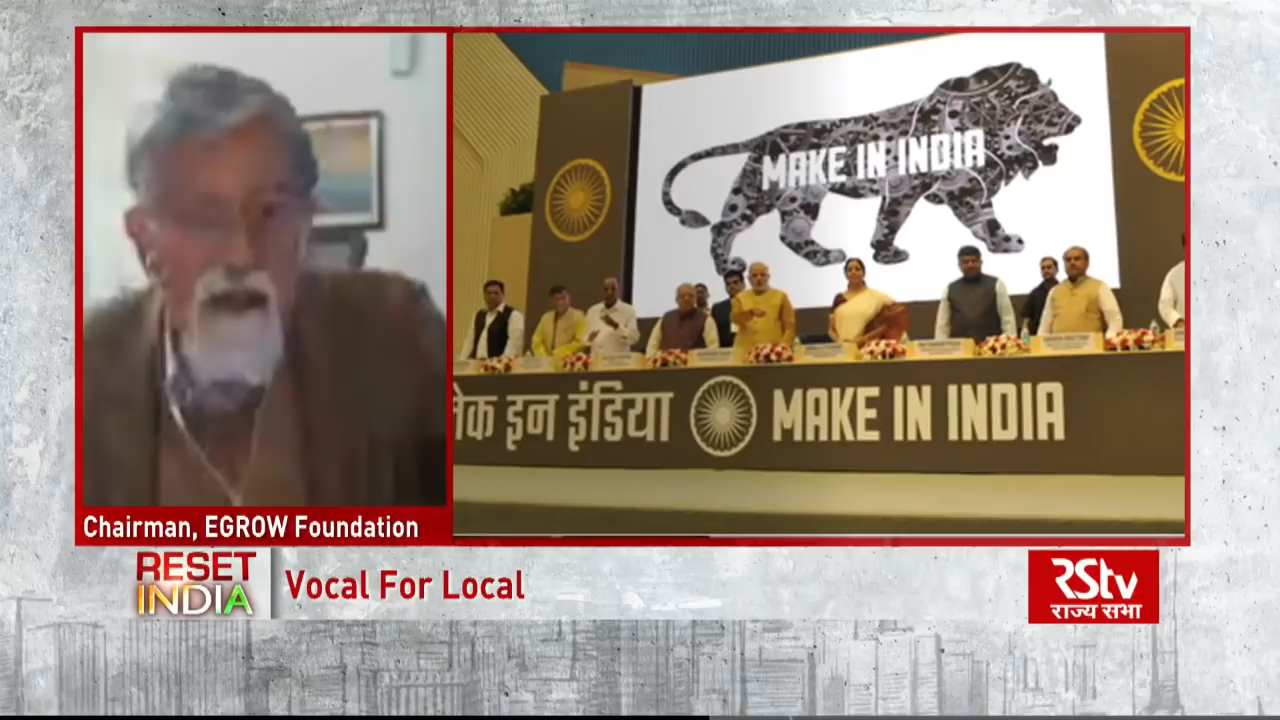 MAKE IN INDIA
इन इंडिया MAKE IN INDIA
Chairman, EGROW Foundation
RESET
INDIA
Vocal For Local
RSTV
राज्य सभा